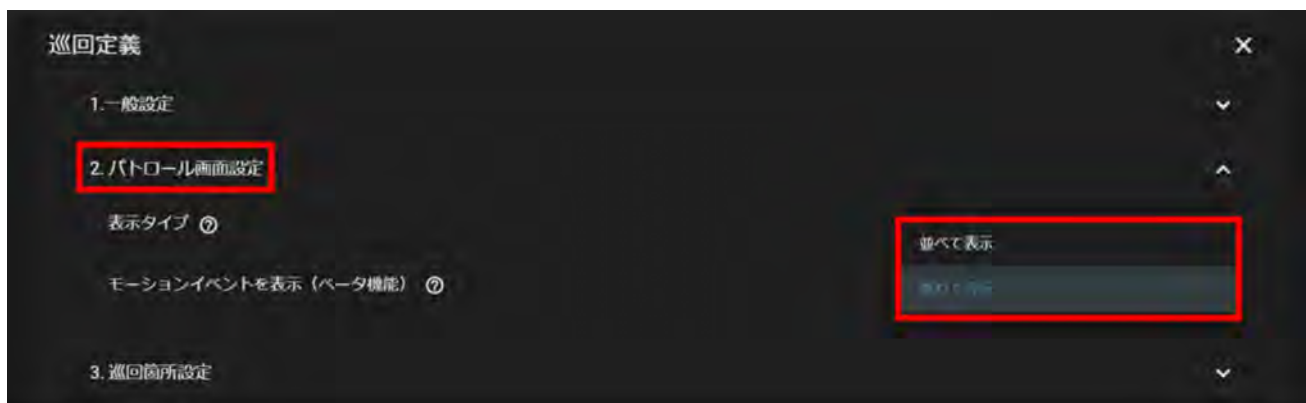 巡回定義
1.一般設定
2. パトロール画面設定
表示タイプ
並べて表示
モーションイベントを表示（ベータ機能）
3. 巡回箇所設定